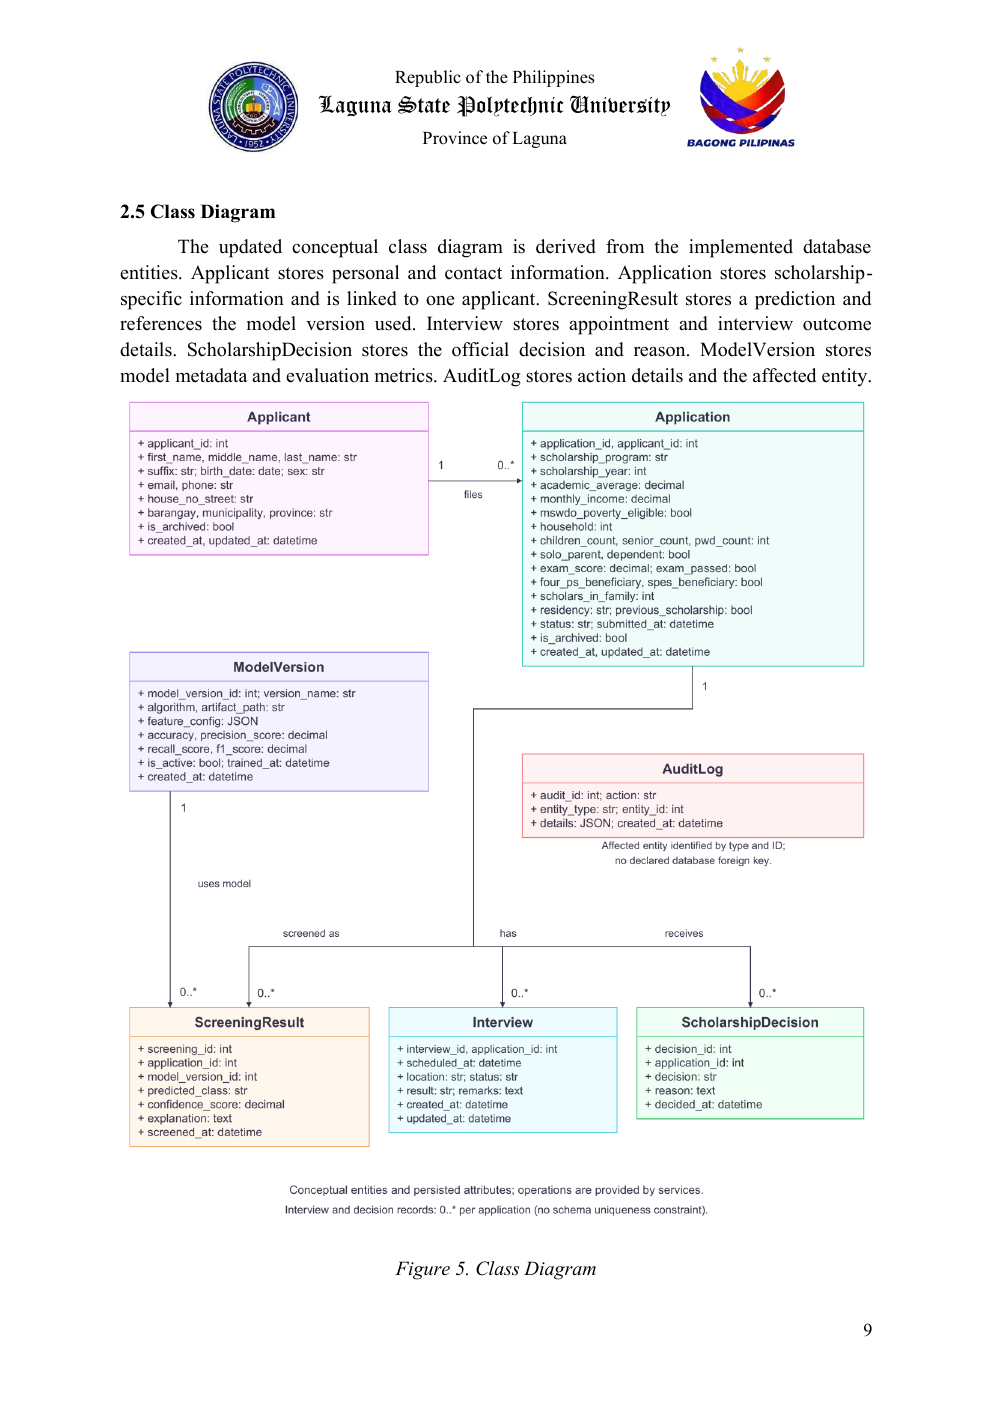 Republic of the Philippines
Laguna State Polytechnic University
Province of Laguna
LAGUNA STATE POLYTECHNIC UNIVERSITY
1952
BAGONG PILIPINAS
2.5 Class Diagram
The updated conceptual class diagram is derived from the implemented database
entities. Applicant stores personal and contact information. Application stores scholarship-
specific information and is linked to one applicant. ScreeningResult stores a prediction and
references the model version used. Interview stores appointment and interview outcome
details. ScholarshipDecision stores the official decision and reason. ModelVersion stores
model metadata and evaluation metrics. AuditLog stores action details and the affected entity.
Applicant
+ applicant_id: int
+ first_name, middle_name, last_name: str
+ suffix: str; birth_date: date; sex: str
+ email, phone: str
+ house_no_street: str
+ barangay, municipality, province: str
+ is_archived: bool
+ created_at, updated_at: datetime
1
0..*
files
Application
+ application_id, applicant_id: int
+ scholarship_program: str
+ scholarship_year: int
+ academic_average: decimal
+ monthly_income: decimal
+ mswdo_poverty_eligible: bool
+ household: int
+ children_count, senior_count, pwd_count: int
+ solo_parent, dependent: bool
+ exam_score: decimal; exam_passed: bool
+ four_ps_beneficiary, spes_beneficiary: bool
+ scholars_in_family: int
+ residency: str; previous_scholarship: bool
+ status: str; submitted_at: datetime
+ is_archived: bool
+ created_at, updated_at: datetime
1
ModelVersion
+ model_version_id: int; version_name: str
+ algorithm, artifact_path: str
+ feature_config: JSON
+ accuracy, precision_score: decimal
+ recall_score, f1_score: decimal
+ is_active: bool; trained_at: datetime
+ created_at: datetime
1
uses model
AuditLog
+ audit_id: int; action: str
+ entity_type: str; entity_id: int
+ details: JSON; created_at: datetime
Affected entity identified by type and ID;
no declared database foreign key.
screened as
has
receives
0..*
0..*
0..*
0..*
ScreeningResult
+ screening_id: int
+ application_id: int
+ model_version_id: int
+ predicted_class: str
+ confidence_score: decimal
+ explanation: text
+ screened_at: datetime
Interview
+ interview_id, application_id: int
+ scheduled_at: datetime
+ location: str; status: str
+ result: str; remarks: text
+ created_at: datetime
+ updated_at: datetime
ScholarshipDecision
+ decision_id: int
+ application_id: int
+ decision: str
+ reason: text
+ decided_at: datetime
Conceptual entities and persisted attributes; operations are provided by services.
Interview and decision records: 0..* per application (no schema uniqueness constraint).
Figure 5. Class Diagram
9